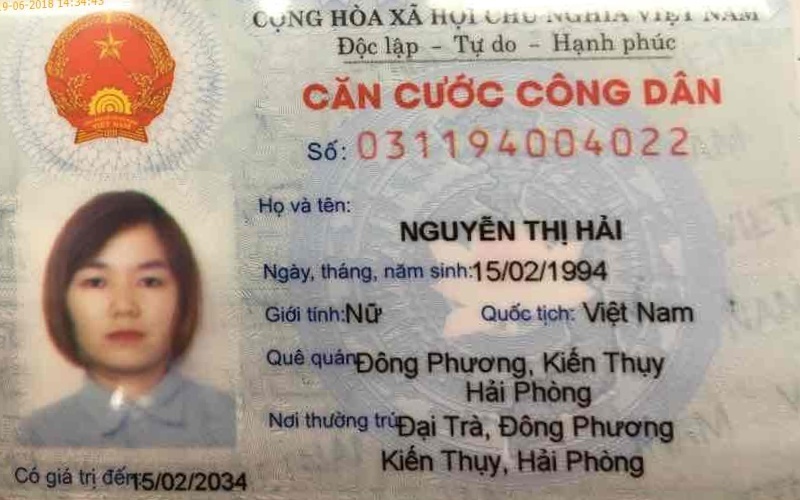 19-06-2018 14:34:43
CỘNG HÒA XÃ HỘI CHỦ NGHĨA VIỆT NAM
Độc lập - Tự do - Hạnh phúc
CĂN CƯỚC CÔNG DÂN
Số: 031194004022
Họ và tên:
NGUYỄN THỊ HẢI
Ngày, tháng, năm sinh:15/02/1994
Giới tính:Nữ Quốc tịch: Việt Nam
Quê quán Đông Phương, Kiến Thụy
Hải Phòng
Nơi thường trú Đại Trà, Đông Phương
Kiến Thụy, Hải Phòng
Có giá trị đến 15/02/2034